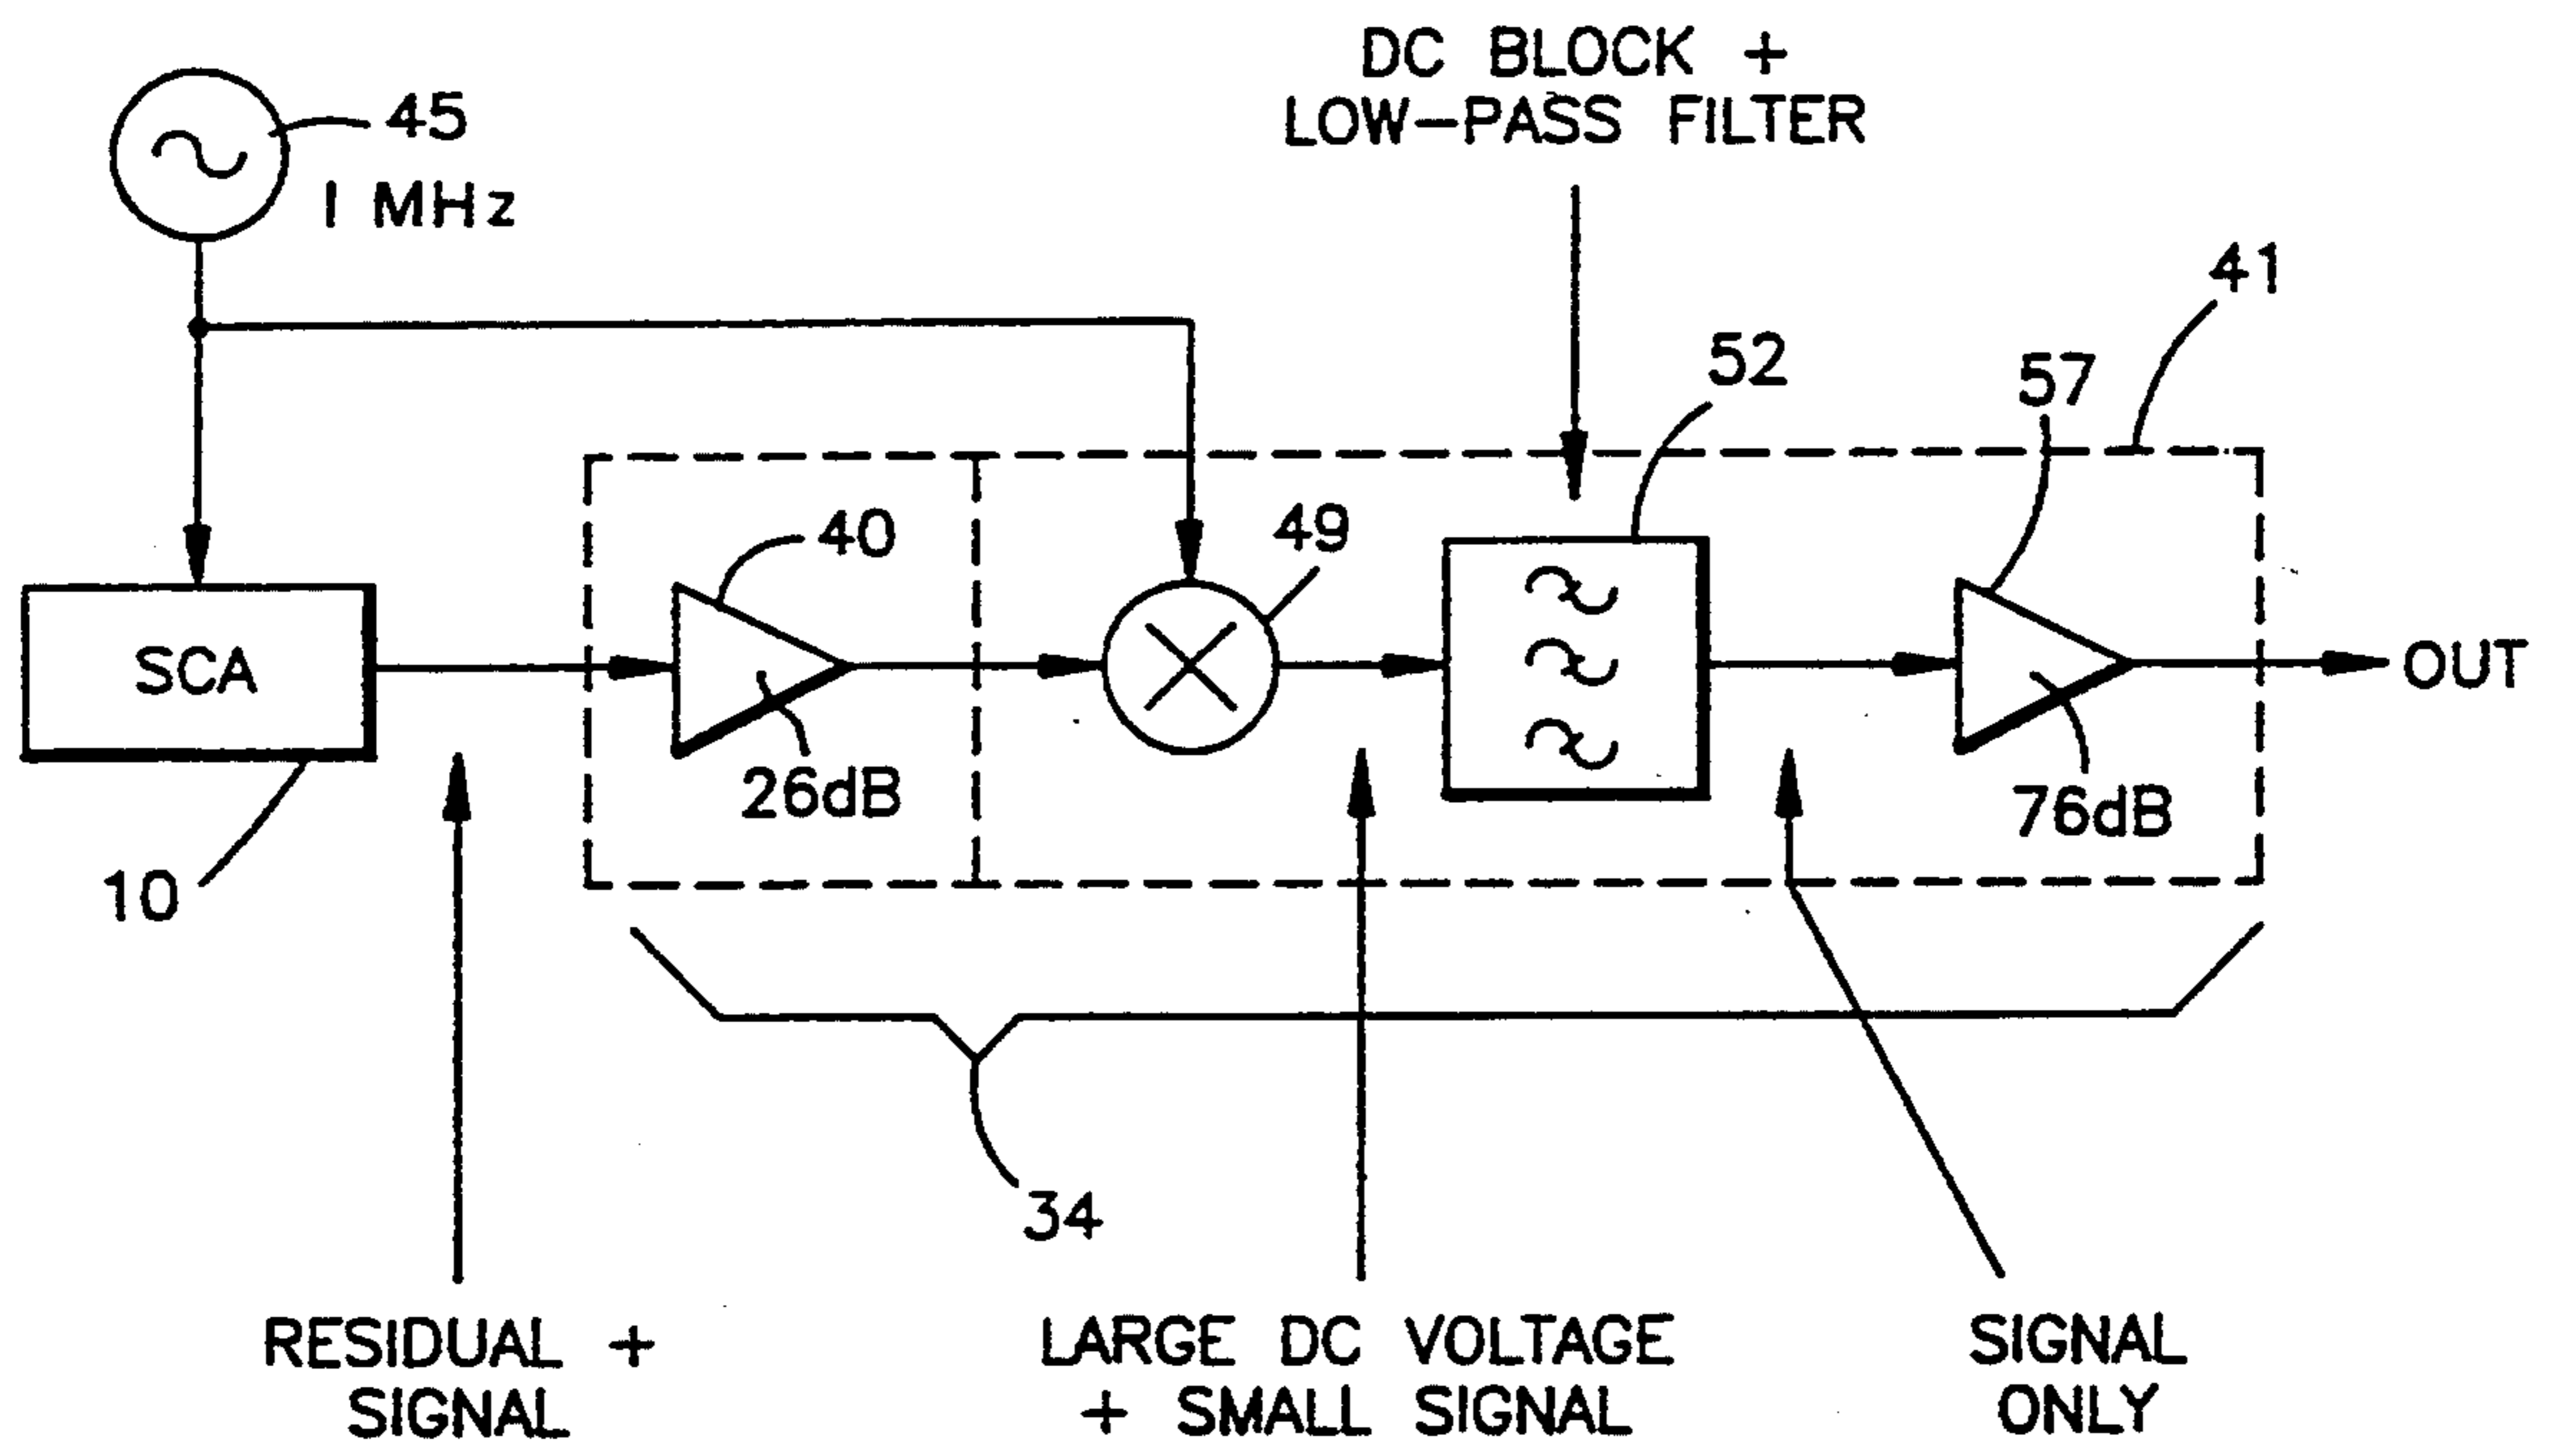 DC BLOCK +
LOW-PASS FILTER
45
1 MHz
41
52
57
49
40
SCA
OUT
26dB
76dB
10
34
RESIDUAL +
SIGNAL
LARGE DC VOLTAGE
+ SMALL SIGNAL
SIGNAL
ONLY